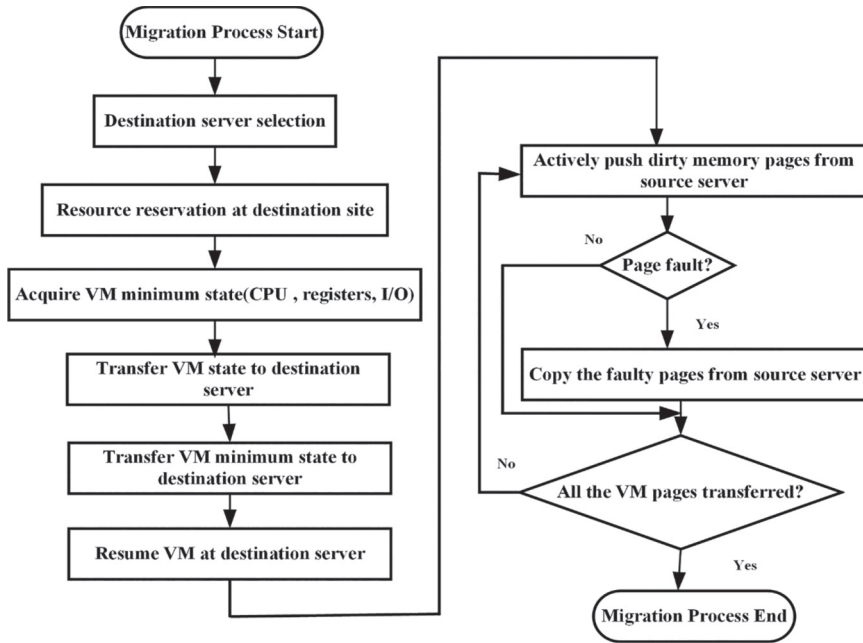 Migration Process Start
Destination server selection
Resource reservation at destination site
Acquire VM minimum state(CPU , registers, I/O)
Transfer VM state to destination
server
Transfer VM minimum state to
destination server
Resume VM at destination server
Actively push dirty memory pages from
source server
No
Page fault?
Yes
Copy the faulty pages from source server
No
All the VM pages transferred?
Yes
Migration Process End